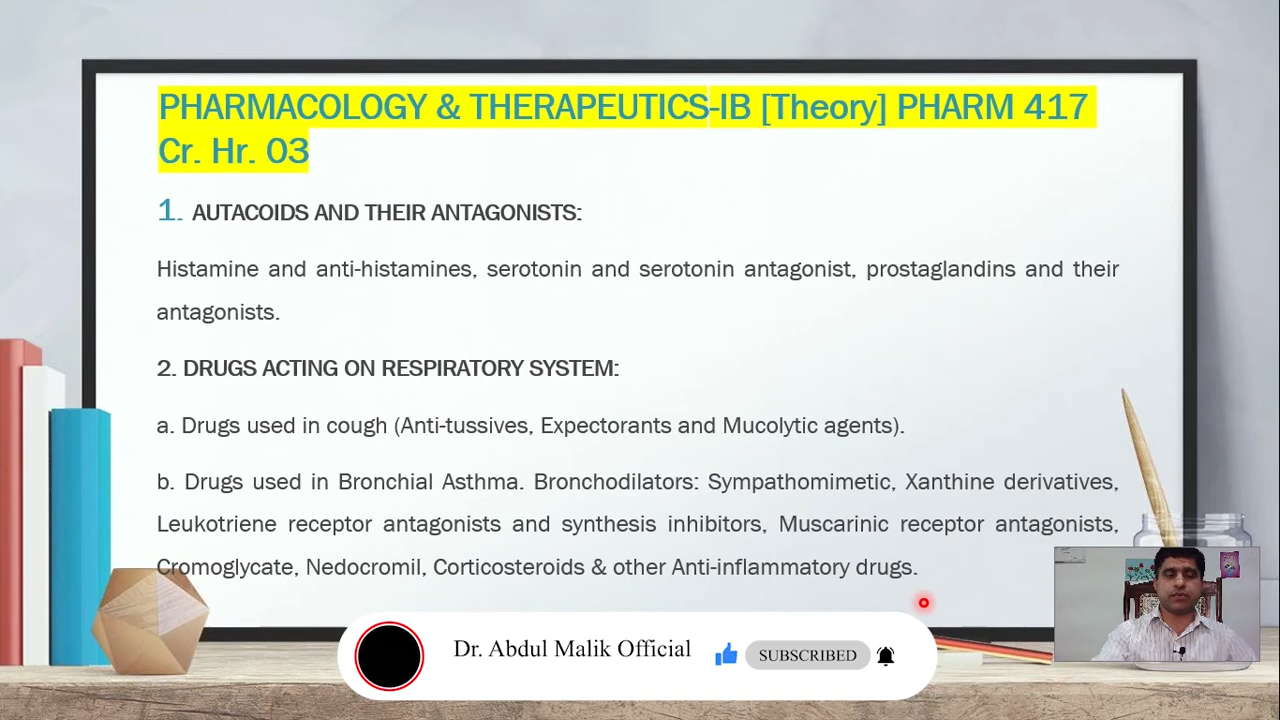 PHARMACOLOGY & THERAPEUTICS-IB [Theory] PHARM 417
Cr. Hr. 03
1. AUTACOIDS AND THEIR ANTAGONISTS:
Histamine and anti-histamines, serotonin and serotonin antagonist, prostaglandins and their
antagonists.
2. DRUGS ACTING ON RESPIRATORY SYSTEM:
a. Drugs used in cough (Anti-tussives, Expectorants and Mucolytic agents).
b. Drugs used in Bronchial Asthma. Bronchodilators: Sympathomimetic, Xanthine derivatives,
Leukotriene receptor antagonists and synthesis inhibitors, Muscarinic receptor antagonists,
Cromoglycate, Nedocromil, Corticosteroids & other Anti-inflammatory drugs.
Dr. Abdul Malik Official
SUBSCRIBED